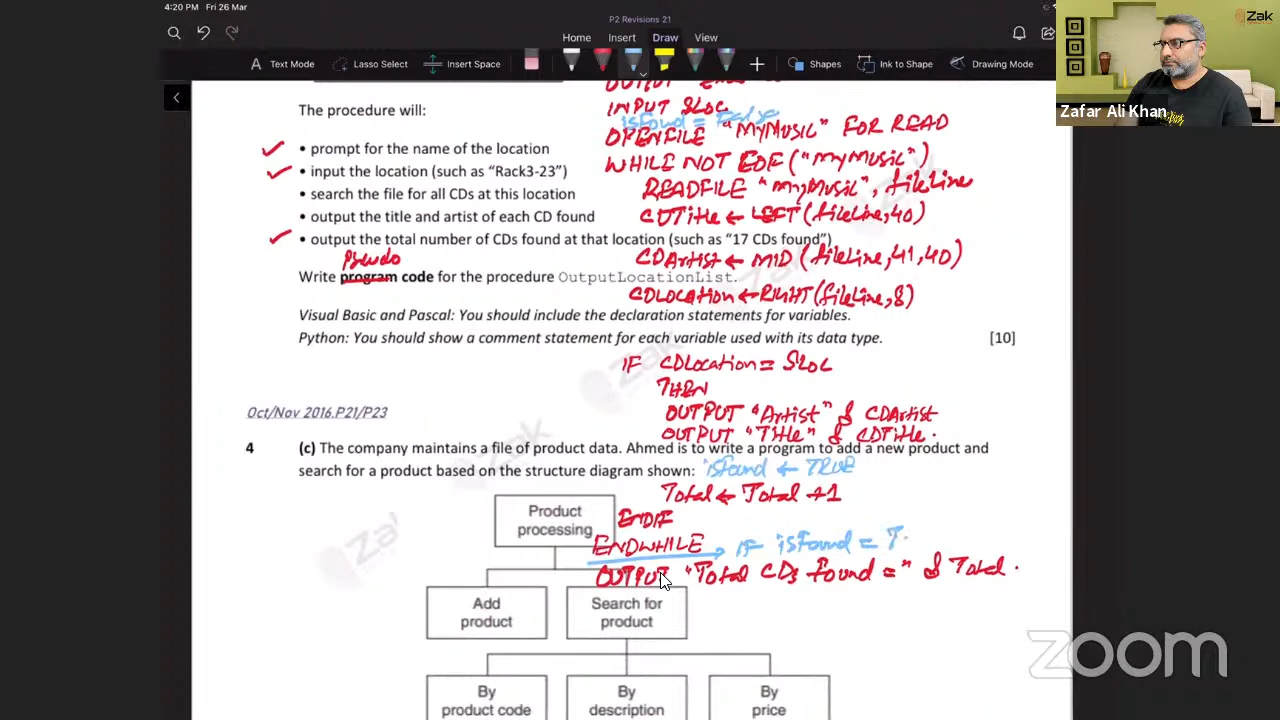 4:20 PM Fri 26 Mar
P2 Revisions 21
Home Insert Draw View
Text Mode Lasso Select Insert Space Shapes Ink to Shape Drawing Mode
Zak
Zafar Ali Khan
The procedure will:
• prompt for the name of the location
• input the location (such as “Rack3-23”)
• search the file for all CDs at this location
• output the title and artist of each CD found
• output the total number of CDs found at that location (such as “17 CDs found”)
Pseudo
Write program code for the procedure OutputLocationList.
Visual Basic and Pascal: You should include the declaration statements for variables.
Python: You should show a comment statement for each variable used with its data type. [10]
OUTPUT
INPUT SLOC
isFound = False
OPENFILE "MyMusic" FOR READ
WHILE NOT EOF ("MyMusic")
READFILE "MyMusic", fileLine
CDTitle ← LEFT (fileLine, 40)
CDArtist ← MID (fileLine, 41, 40)
CDLOCATION ← RIGHT (fileLine, 8)
IF CDLocation = SLOC
THEN
OUTPUT "Artist" & CDArtist
OUTPUT "Title" & CDTitle.
isFound ← TRUE
Total ← Total +1
ENDIF
ENDWHILE
IF isFound = T
OUTPUT "Total CDs found =" & Total.
Oct/Nov 2016.P21/P23
4 (c) The company maintains a file of product data. Ahmed is to write a program to add a new product and
search for a product based on the structure diagram shown:
Product
processing
Add
product
Search for
product
By
product code
By
description
By
price
zoom